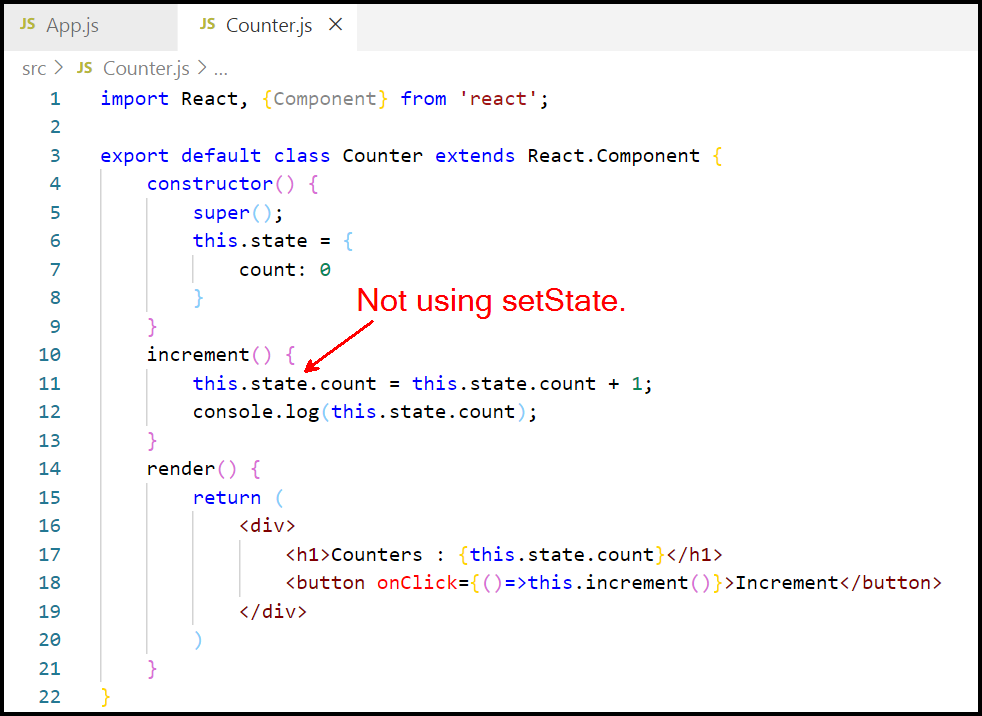 JS App.js JS Counter.js ×
src > JS Counter.js > ...
1 import React, {Component} from 'react';
2
3 export default class Counter extends React.Component {
4 constructor() {
5 super();
6 this.state = {
7 count: 0
8 }
Not using setState.
9 }
10 increment() {
11 this.state.count = this.state.count + 1;
12 console.log(this.state.count);
13 }
14 render() {
15 return (
16 <div>
17 <h1>Counters : {this.state.count}</h1>
18 <button onClick={()=>this.increment()}>Increment</button>
19 </div>
20 )
21 }
22 }